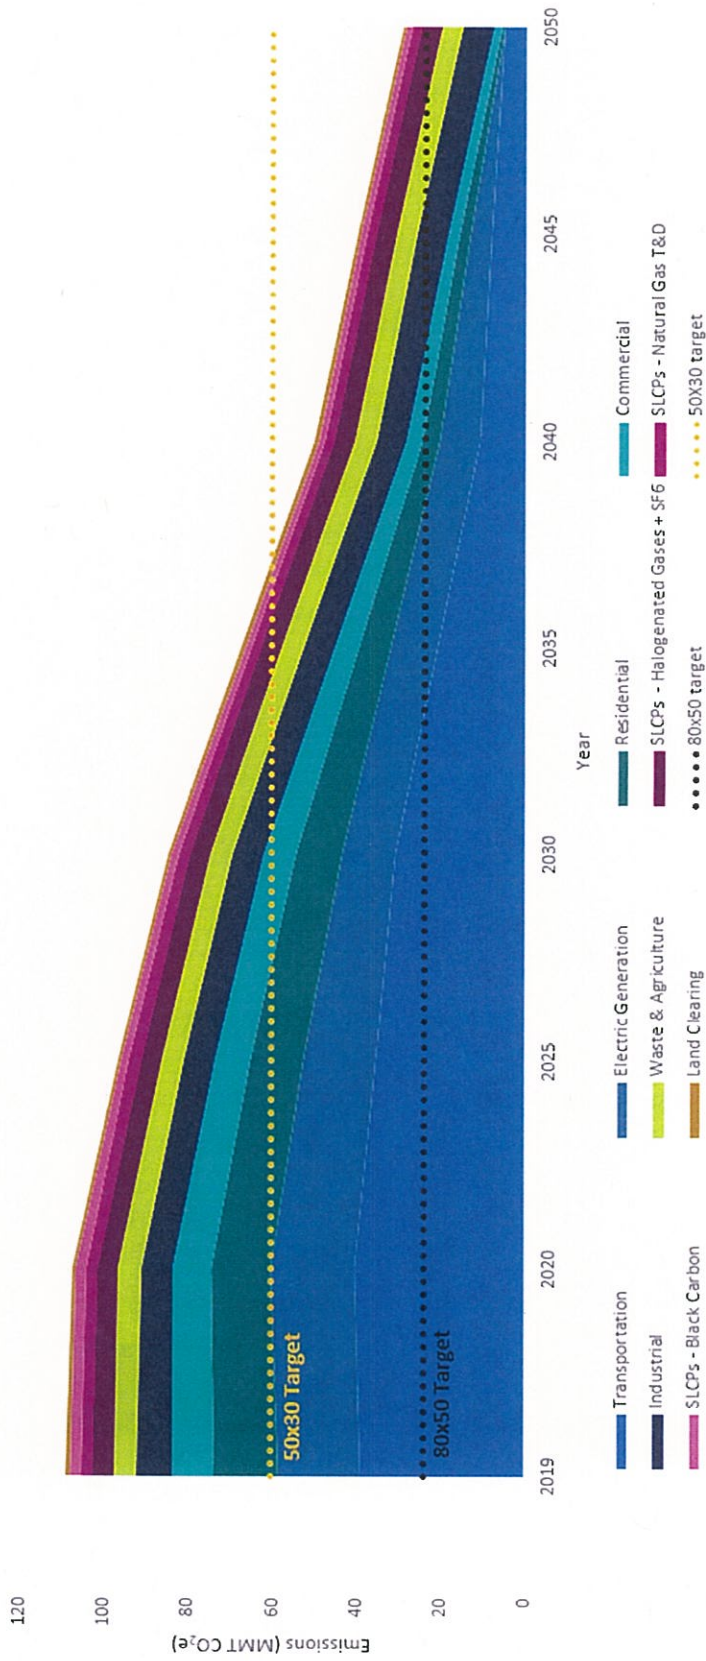 120
100
80
60
40
20
0
Emissions (MMT CO₂e)
50x30 Target
80x50 Target
2019
2020
2025
2030
2035
2040
2045
2050
Year
Transportation
Electric Generation
Residential
Commercial
Industrial
Waste & Agriculture
SLCPs - Halogenated Gases + SF6
SLCPs - Natural Gas T&D
SLCPs - Black Carbon
Land Clearing
80x50 target
50X30 target